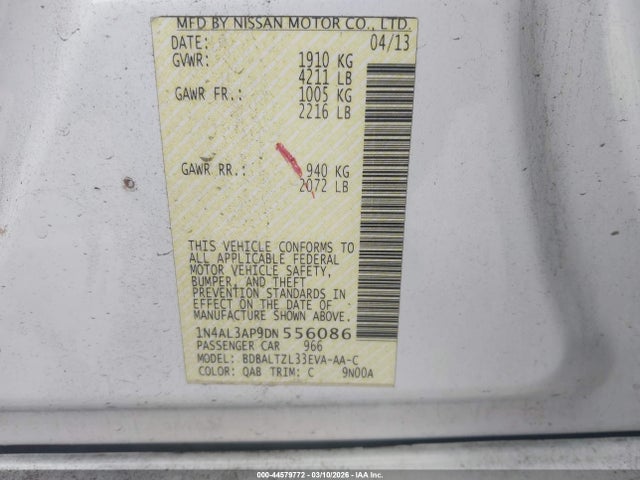 MFD BY NISSAN MOTOR CO., LTD.
DATE: 04/13
GVWR: 1910 KG
4211 LB
GAWR FR.: 1005 KG
2216 LB
GAWR RR.: 940 KG
2072 LB
THIS VEHICLE CONFORMS TO
ALL APPLICABLE FEDERAL
MOTOR VEHICLE SAFETY,
BUMPER, AND THEFT
PREVENTION STANDARDS IN
EFFECT ON THE DATE OF
MANUFACTURE SHOWN ABOVE.
1N4AL3AP9DN 556086
PASSENGER CAR 966
MODEL: BDBALTZL33EVA-AA-C
COLOR: QAB TRIM: C 9N00A
000-44579772 - 03/10/2026 - IAA Inc.